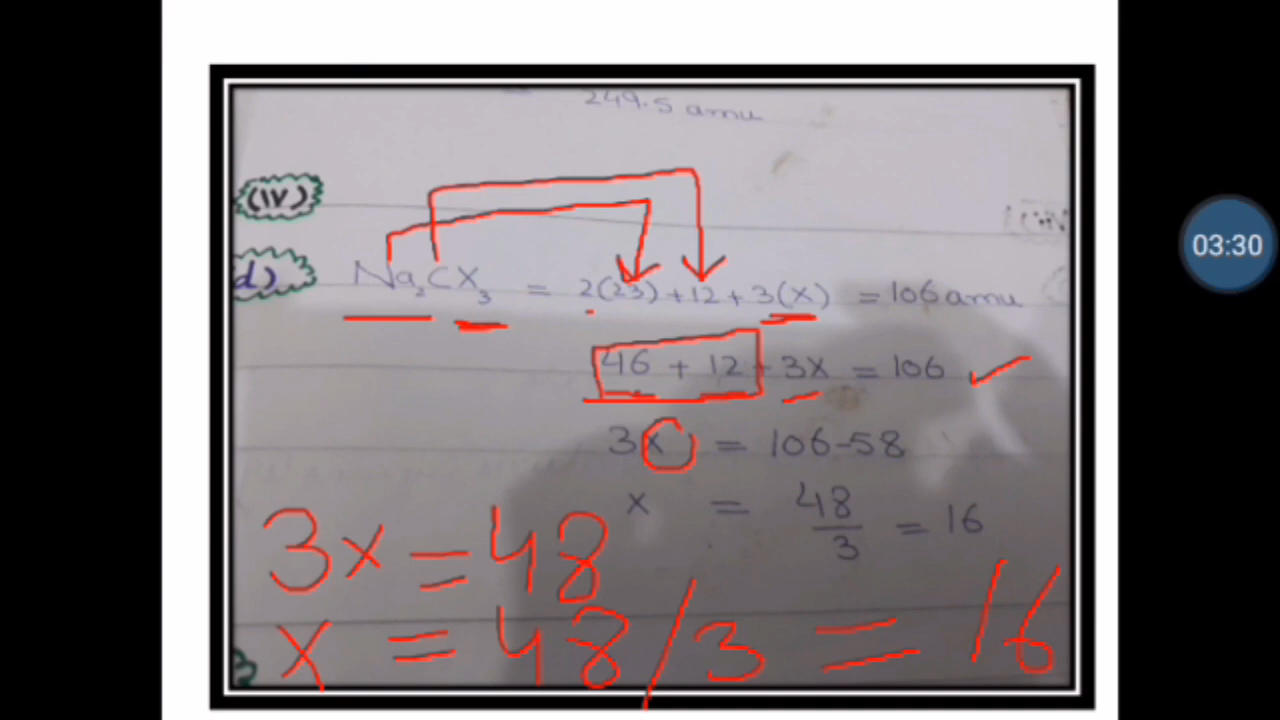 249.5 amu
(IV)
d) Na₂CX₃ = 2(23) + 12 + 3(X) = 106 amu
46 + 12 + 3X = 106
3x = 106-58
x = 48/3 = 16
3x = 48
x = 48/3 = 16
03:30